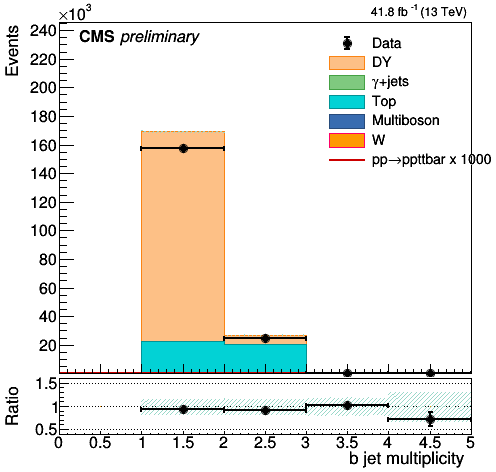 ×10³
41.8 fb⁻¹ (13 TeV)
CMS preliminary
Events
240
220
200
180
160
140
120
100
80
60
40
20
Data
DY
γ+jets
Top
Multiboson
W
pp→ppttbar x 1000
Ratio
1.5
1
0.5
0 0.5 1 1.5 2 2.5 3 3.5 4 4.5 5
b jet multiplicity